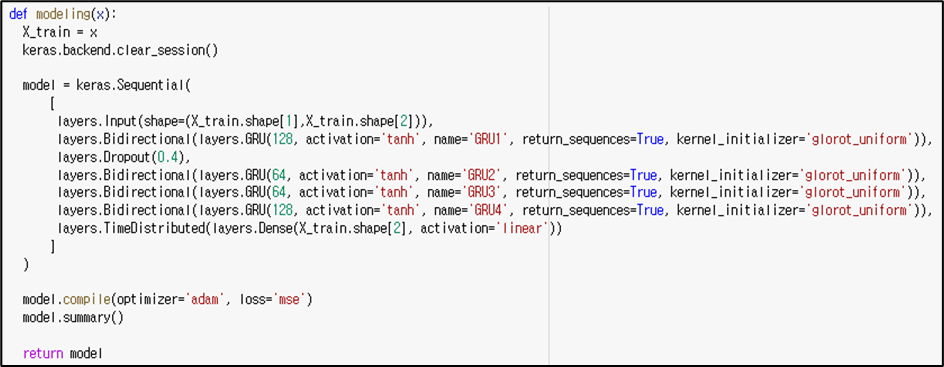 def modeling(x):
  X_train = x
  keras.backend.clear_session()

  model = keras.Sequential(
      [
       layers.Input(shape=(X_train.shape[1],X_train.shape[2])),
       layers.Bidirectional(layers.GRU(128, activation='tanh', name='GRU1', return_sequences=True, kernel_initializer='glorot_uniform')),
       layers.Dropout(0.4),
       layers.Bidirectional(layers.GRU(64, activation='tanh', name='GRU2', return_sequences=True, kernel_initializer='glorot_uniform')),
       layers.Bidirectional(layers.GRU(64, activation='tanh', name='GRU3', return_sequences=True, kernel_initializer='glorot_uniform')),
       layers.Bidirectional(layers.GRU(128, activation='tanh', name='GRU4', return_sequences=True, kernel_initializer='glorot_uniform')),
       layers.TimeDistributed(layers.Dense(X_train.shape[2], activation='linear'))
      ]
  )

  model.compile(optimizer='adam', loss='mse')
  model.summary()

  return model